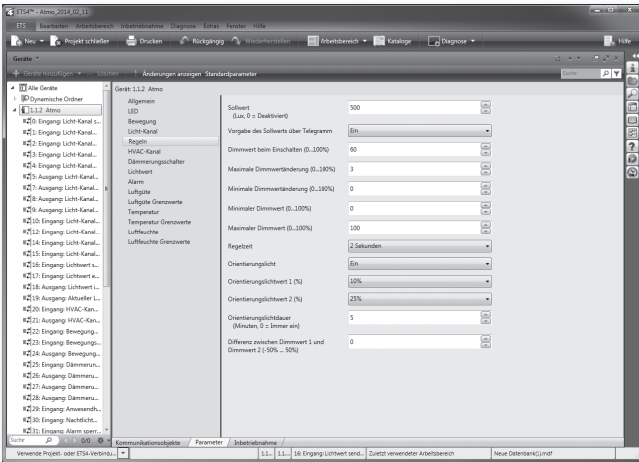 ETS4™ - Atmo_2014_02_11
ETS Bearbeiten Arbeitsbereich Inbetriebnahme Diagnose Extras Fenster Hilfe
Neu Projekt schließen Drucken Rückgängig Wiederherstellen Arbeitsbereich Kataloge Diagnose Hilfe
Geräte
Geräte hinzufügen Löschen Änderungen anzeigen Standardparameter Suche
Alle Geräte
Dynamische Ordner
1.1.2 Atmo
0: Eingang: Licht-Kanal s...
1: Eingang: Licht-Kanal...
2: Eingang: Licht-Kanal...
3: Eingang: Licht-Kanal...
4: Eingang: Licht-Kanal...
5: Ausgang: Licht-Kanal...
7: Ausgang: Licht-Kanal...
8: Ausgang: Licht-Kanal...
9: Ausgang: Licht-Kanal...
10: Eingang: Licht-Kanal...
12: Eingang: Licht-Kanal...
14: Eingang: Licht-Kanal...
15: Eingang: Licht-Kanal...
16: Eingang: Lichtwert s...
17: Eingang: Lichtwert e...
18: Ausgang: Lichtwert i...
19: Ausgang: Aktueller L...
20: Eingang: HVAC-Kan...
21: Ausgang: HVAC-Kan...
22: Eingang: Bewegung...
23: Eingang: Bewegungs...
24: Ausgang: Bewegung...
25: Eingang: Dämmerun...
26: Ausgang: Dämmeru...
27: Ausgang: Dämmeru...
28: Ausgang: Dämmeru...
29: Eingang: Anwesendh...
30: Eingang: Nachtlicht...
31: Eingang: Alarm sperr...
Suche 0/0
Gerät: 1.1.2 Atmo
Allgemein
LED
Bewegung
Licht-Kanal
Regeln
HVAC-Kanal
Dämmerungsschalter
Lichtwert
Alarm
Luftgüte
Luftgüte Grenzwerte
Temperatur
Temperatur Grenzwerte
Luftfeuchte
Luftfeuchte Grenzwerte
Sollwert 500
(Lux, 0 = Deaktiviert)
Vorgabe des Sollwerts über Telegramm Ein
Dimmwert beim Einschalten (0...100%) 60
Maximale Dimmwertänderung (0...100%) 3
Minimale Dimmwertänderung (0...100%) 0
Minimaler Dimmwert (0...100%) 0
Maximaler Dimmwert (0...100%) 100
Regelzeit 2 Sekunden
Orientierungslicht Ein
Orientierungslichtwert 1 (%) 10%
Orientierungslichtwert 2 (%) 25%
Orientierungslichtdauer 5
(Minuten, 0 = Immer ein)
Differenz zwischen Dimmwert 1 und 0
Dimmwert 2 (-50% ... 50%)
Kommunikationsobjekte Parameter Inbetriebnahme
Verwende Projekt- oder ETS4-Verbindu... 1.1... 1.1... 16: Eingang: Lichtwert send... Zuletzt verwendeter Arbeitsbereich Neue Datenbank(),mdf